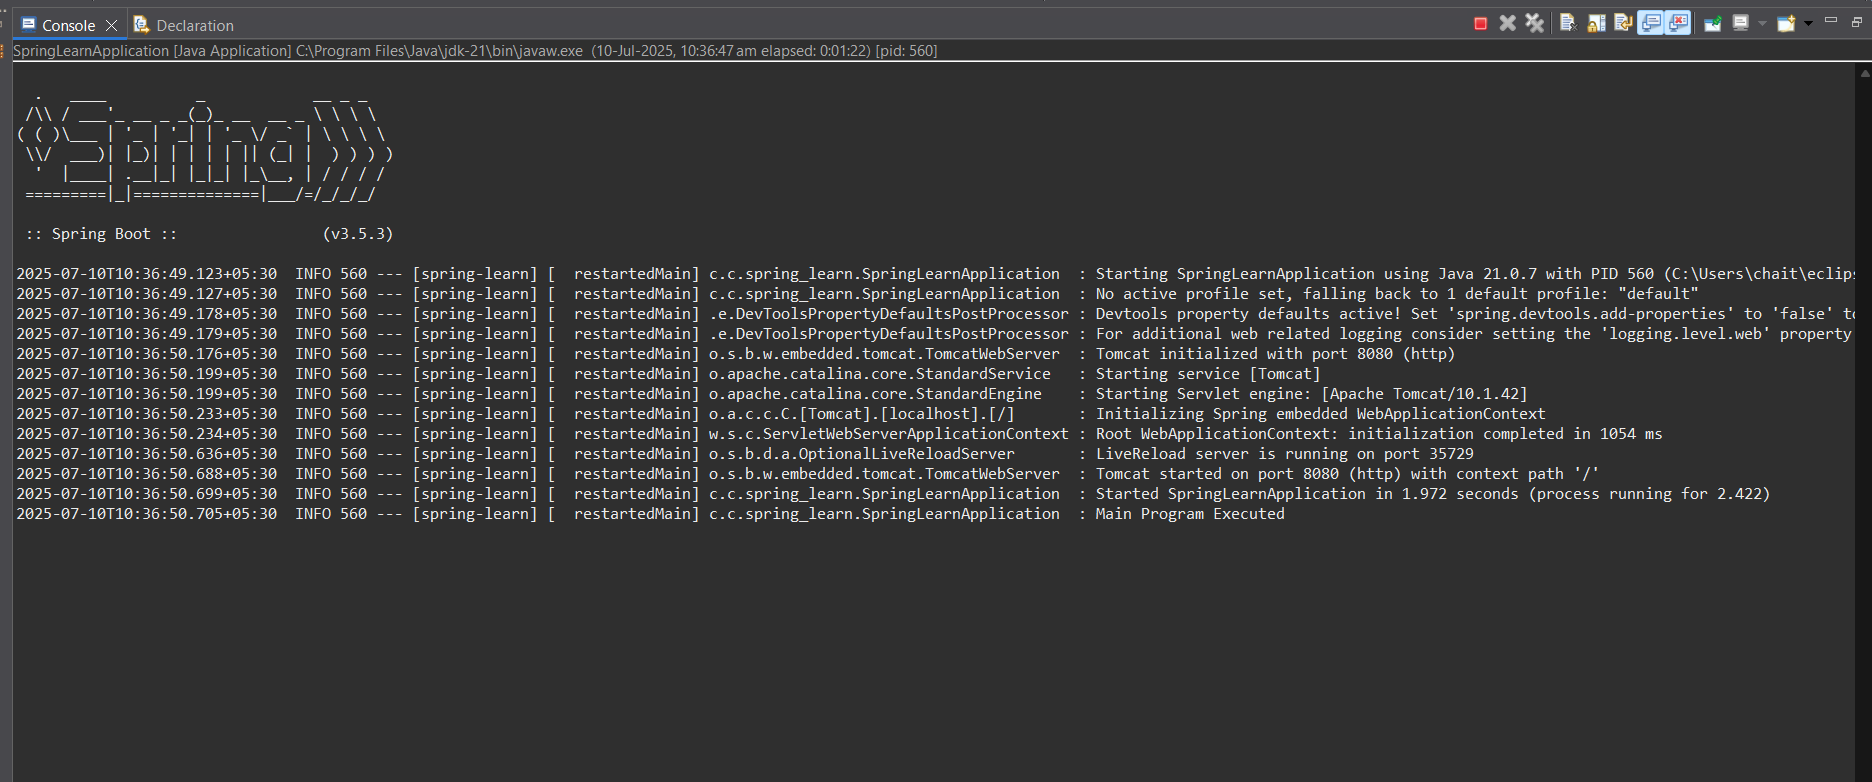 Console
Declaration
SpringLearnApplication [Java Application] C:\Program Files\Java\jdk-21\bin\javaw.exe  (10-Jul-2025, 10:36:47 am elapsed: 0:01:22) [pid: 560]
  .   ____          _            __ _ _
 /\\ / ___'_ __ _ _(_)_ __  __ _ \ \ \ \
( ( )\___ | '_ | '_| | '_ \/ _` | \ \ \ \
 \\/  ___)| |_)| | | | | || (_| |  ) ) ) )
  '  |____| .__|_| |_|_| |_\__, | / / / /
 =========|_|==============|___/=/_/_/_/
 :: Spring Boot ::                (v3.5.3)
2025-07-10T10:36:49.123+05:30  INFO 560 --- [spring-learn] [  restartedMain] c.c.spring_learn.SpringLearnApplication  : Starting SpringLearnApplication using Java 21.0.7 with PID 560 (C:\Users\chait\eclips
2025-07-10T10:36:49.127+05:30  INFO 560 --- [spring-learn] [  restartedMain] c.c.spring_learn.SpringLearnApplication  : No active profile set, falling back to 1 default profile: "default"
2025-07-10T10:36:49.178+05:30  INFO 560 --- [spring-learn] [  restartedMain] .e.DevToolsPropertyDefaultsPostProcessor : Devtools property defaults active! Set 'spring.devtools.add-properties' to 'false' to
2025-07-10T10:36:49.179+05:30  INFO 560 --- [spring-learn] [  restartedMain] .e.DevToolsPropertyDefaultsPostProcessor : For additional web related logging consider setting the 'logging.level.web' property
2025-07-10T10:36:50.176+05:30  INFO 560 --- [spring-learn] [  restartedMain] o.s.b.w.embedded.tomcat.TomcatWebServer  : Tomcat initialized with port 8080 (http)
2025-07-10T10:36:50.199+05:30  INFO 560 --- [spring-learn] [  restartedMain] o.apache.catalina.core.StandardService   : Starting service [Tomcat]
2025-07-10T10:36:50.199+05:30  INFO 560 --- [spring-learn] [  restartedMain] o.apache.catalina.core.StandardEngine    : Starting Servlet engine: [Apache Tomcat/10.1.42]
2025-07-10T10:36:50.233+05:30  INFO 560 --- [spring-learn] [  restartedMain] o.a.c.c.C.[Tomcat].[localhost].[/]       : Initializing Spring embedded WebApplicationContext
2025-07-10T10:36:50.234+05:30  INFO 560 --- [spring-learn] [  restartedMain] w.s.c.ServletWebServerApplicationContext : Root WebApplicationContext: initialization completed in 1054 ms
2025-07-10T10:36:50.636+05:30  INFO 560 --- [spring-learn] [  restartedMain] o.s.b.d.a.OptionalLiveReloadServer       : LiveReload server is running on port 35729
2025-07-10T10:36:50.688+05:30  INFO 560 --- [spring-learn] [  restartedMain] o.s.b.w.embedded.tomcat.TomcatWebServer  : Tomcat started on port 8080 (http) with context path '/'
2025-07-10T10:36:50.699+05:30  INFO 560 --- [spring-learn] [  restartedMain] c.c.spring_learn.SpringLearnApplication  : Started SpringLearnApplication in 1.972 seconds (process running for 2.422)
2025-07-10T10:36:50.705+05:30  INFO 560 --- [spring-learn] [  restartedMain] c.c.spring_learn.SpringLearnApplication  : Main Program Executed